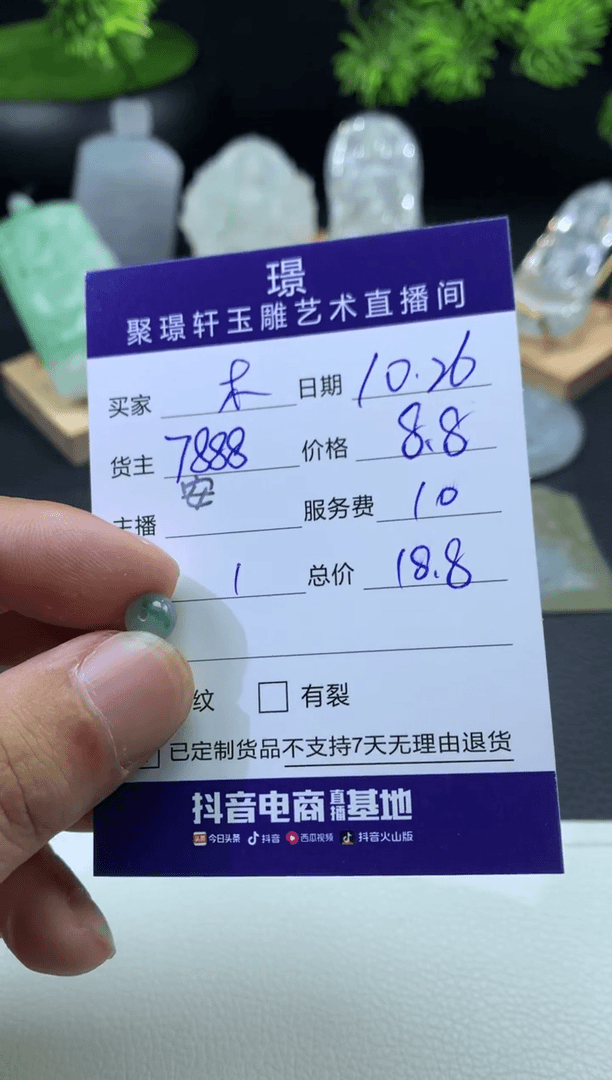 璟
聚璟轩玉雕艺术直播间
买家 木 日期 10.26
货主 7888 价格 8.8
安
主播 服务费 10
1 总价 18.8
纹 有裂
已定制货品不支持7天无理由退货
抖音电商直播基地
头条 今日头条 抖音 西瓜视频 抖音火山版